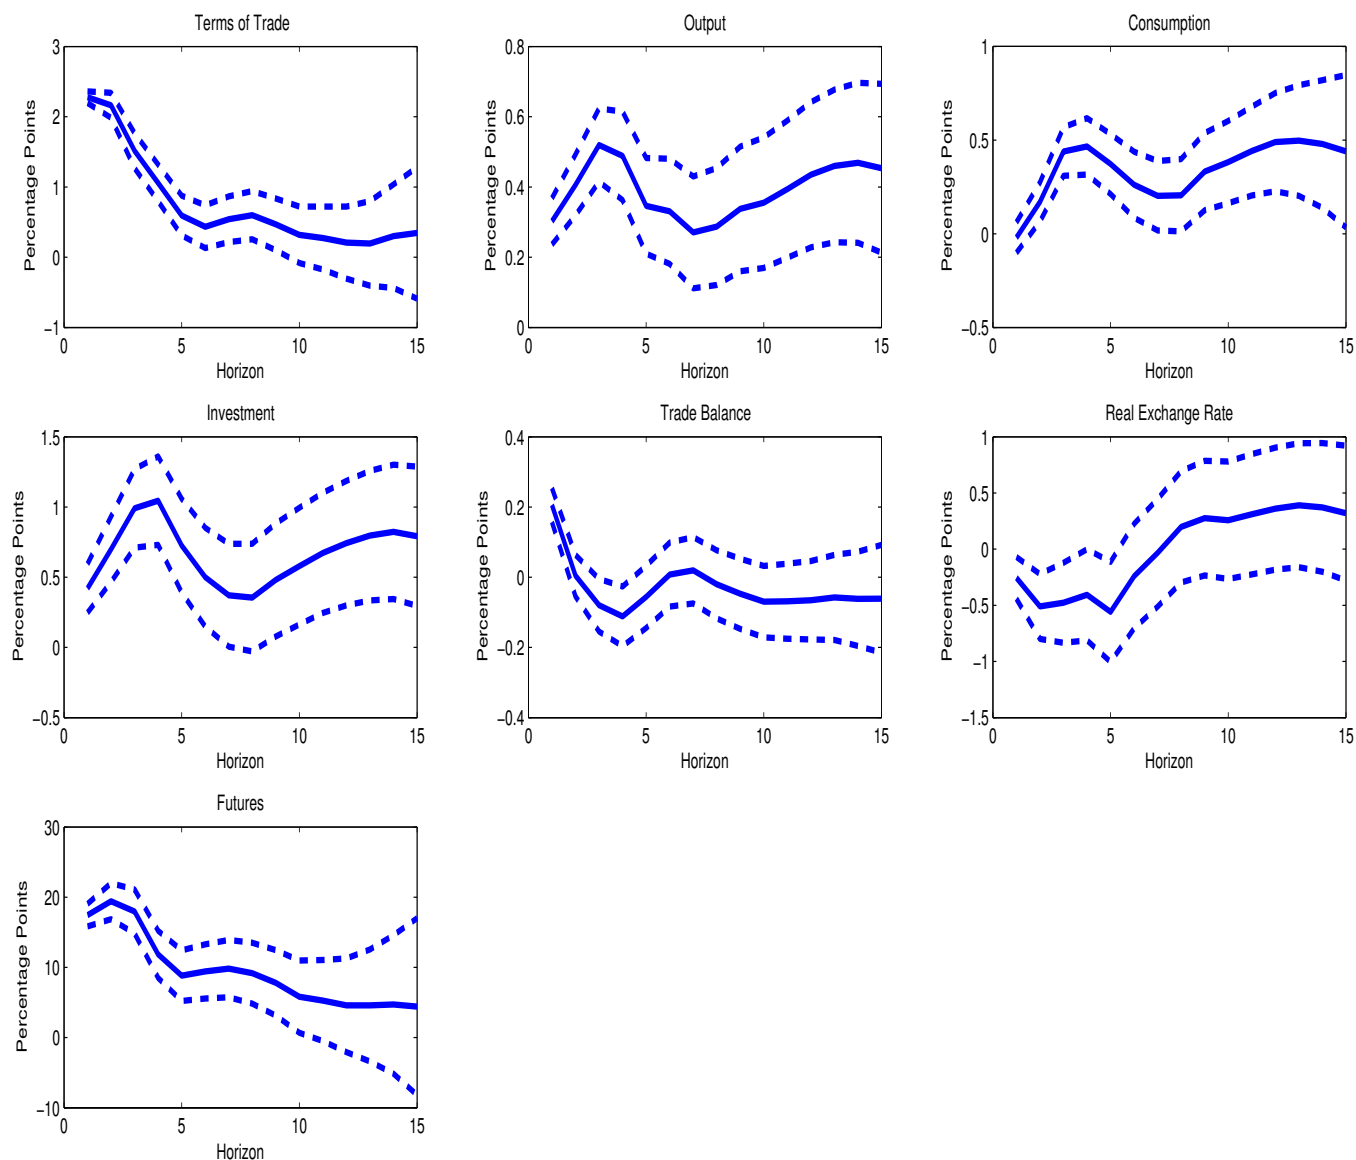 Terms of Trade
Percentage Points
3
2
1
0
−1
0 5 10 15
Horizon
Output
Percentage Points
0.8
0.6
0.4
0.2
0
0 5 10 15
Horizon
Consumption
Percentage Points
1
0.5
0
−0.5
0 5 10 15
Horizon
Investment
Percentage Points
1.5
1
0.5
0
−0.5
0 5 10 15
Horizon
Trade Balance
Percentage Points
0.4
0.2
0
−0.2
−0.4
0 5 10 15
Horizon
Real Exchange Rate
Percentage Points
1
0.5
0
−0.5
−1
−1.5
0 5 10 15
Horizon
Futures
Percentage Points
30
20
10
0
−10
0 5 10 15
Horizon